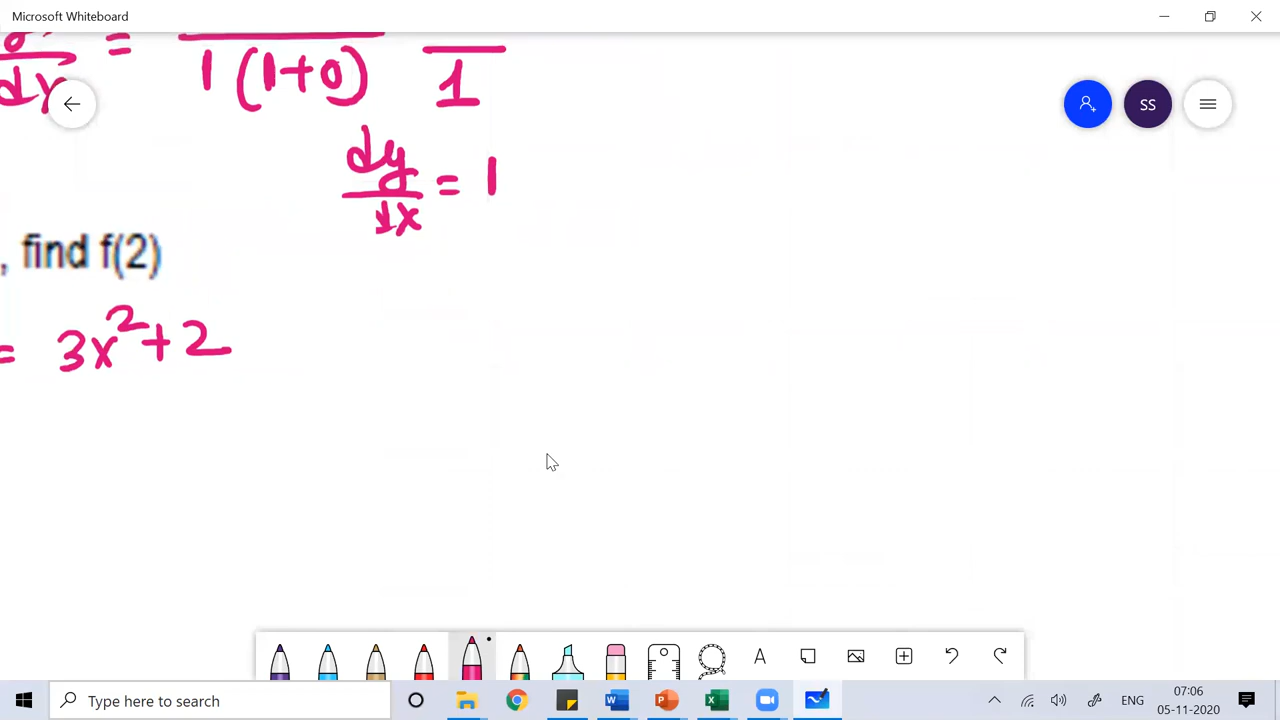 Microsoft Whiteboard
dy =
1 (1+0) 1
dy/dx = 1
SS
, find f(2)
= 3x²+2
A
Type here to search
ENG
07:06
05-11-2020